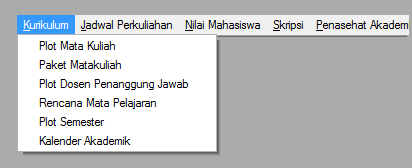 Kurikulum Jadwal Perkuliahan Nilai Mahasiswa Skripsi Penasehat Akadem
Plot Mata Kuliah
Paket Matakuliah
Plot Dosen Penanggung Jawab
Rencana Mata Pelajaran
Plot Semester
Kalender Akademik